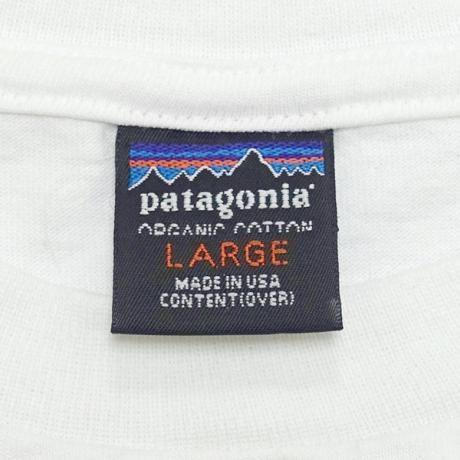 patagonia
ORGANIC COTTON
LARGE
MADE IN USA
CONTENT(OVER)